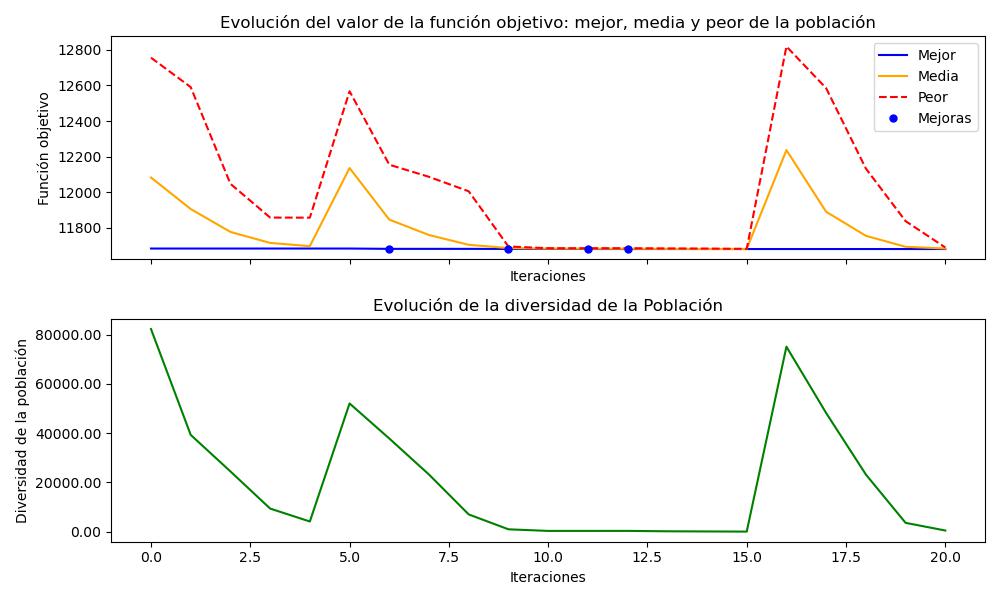 Evolución del valor de la función objetivo: mejor, media y peor de la población
Función objetivo
12800
12600
12400
12200
12000
11800
Mejor
Media
Peor
Mejoras
Iteraciones
Evolución de la diversidad de la Población
Diversidad de la población
80000.00
60000.00
40000.00
20000.00
0.00
0.0 2.5 5.0 7.5 10.0 12.5 15.0 17.5 20.0
Iteraciones